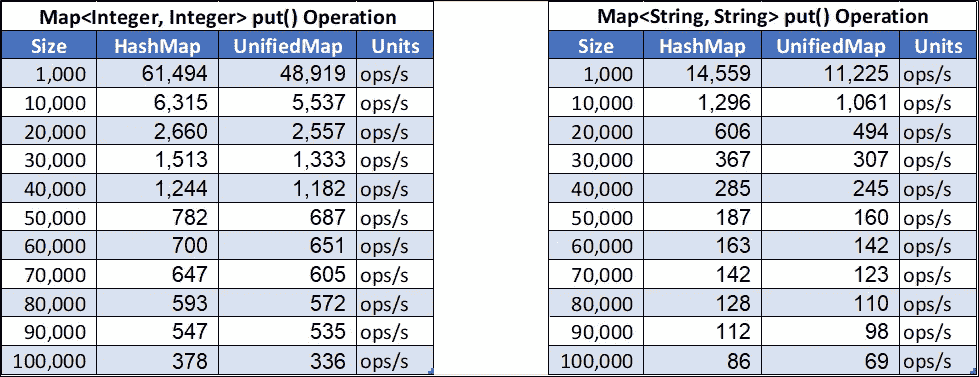 Map<Integer, Integer> put() Operation
Size HashMap UnifiedMap Units
1,000 61,494 48,919 ops/s
10,000 6,315 5,537 ops/s
20,000 2,660 2,557 ops/s
30,000 1,513 1,333 ops/s
40,000 1,244 1,182 ops/s
50,000 782 687 ops/s
60,000 700 651 ops/s
70,000 647 605 ops/s
80,000 593 572 ops/s
90,000 547 535 ops/s
100,000 378 336 ops/s
Map<String, String> put() Operation
Size HashMap UnifiedMap Units
1,000 14,559 11,225 ops/s
10,000 1,296 1,061 ops/s
20,000 606 494 ops/s
30,000 367 307 ops/s
40,000 285 245 ops/s
50,000 187 160 ops/s
60,000 163 142 ops/s
70,000 142 123 ops/s
80,000 128 110 ops/s
90,000 112 98 ops/s
100,000 86 69 ops/s